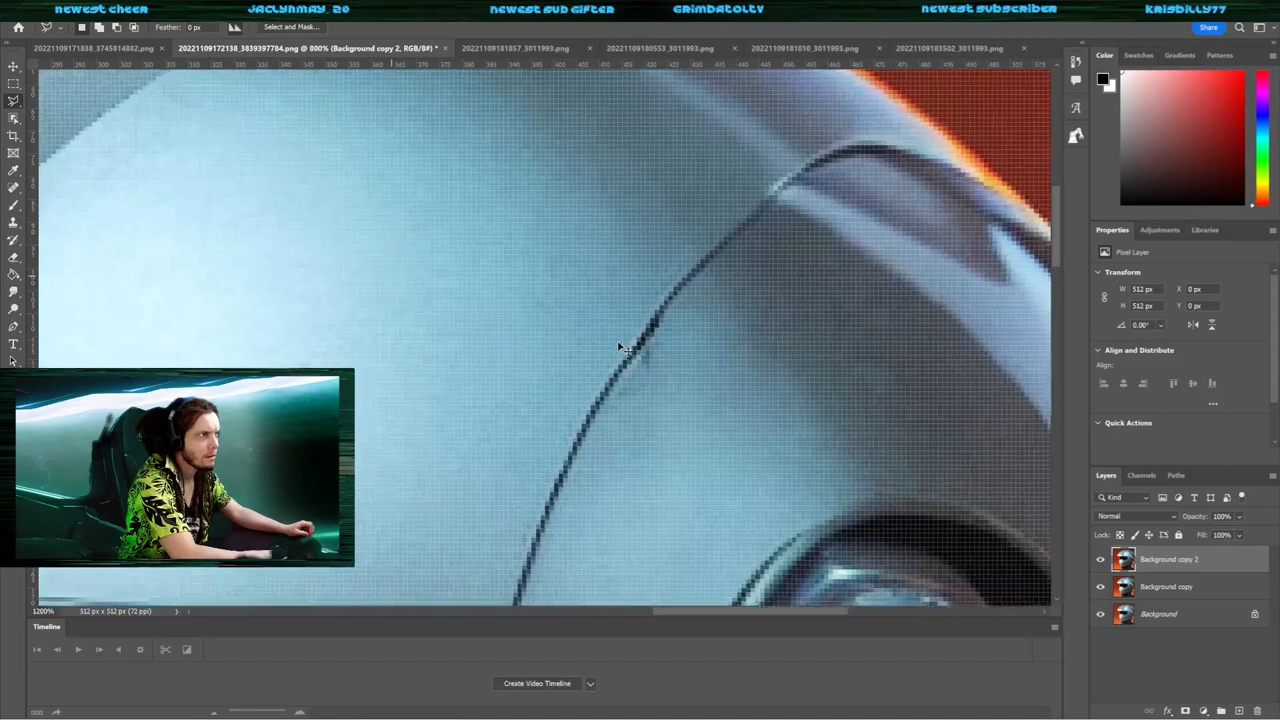 newest cheer JACLYNMAY_20 newest sub gifter GRIMBATOLTV newest subscriber KRISBILLY77
Feather: 0 px Select and Mask... Share
20221109171838_3745814882.png × 20221109172138_3839397784.png @ 800% (Background copy 2, RGB/8#) * × 20221109181857_3011993.png × 20221109180553_3011993.png × 20221109181010_3011993.png × 20221109183502_3011993.png ×
Color Swatches Gradients Patterns
Properties Adjustments Libraries
Pixel Layer
Transform
W 512 px X 0 px
H 512 px Y 0 px
0.00°
Align and Distribute
Align:
Quick Actions
Layers Channels Paths
Kind
Normal Opacity: 100%
Lock: Fill: 100%
Background copy 2
Background copy
Background
1200% 512 px x 512 px (72 ppi)
Timeline
Create Video Timeline